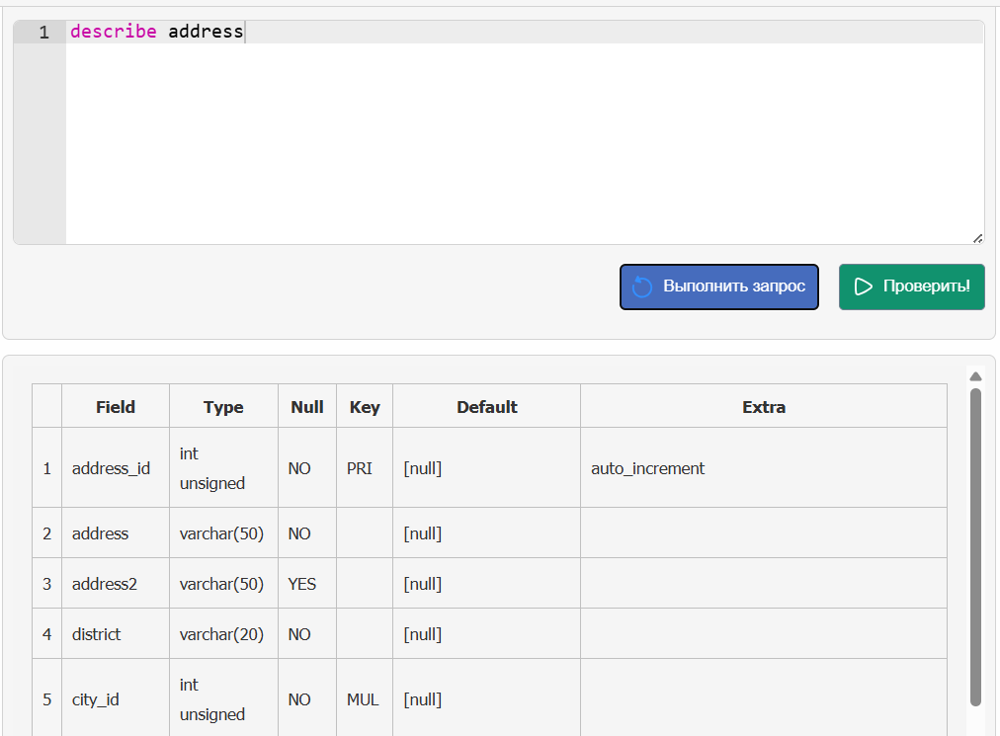 1 describe address
Выполнить запрос Проверить!
Field Type Null Key Default Extra
1 address_id int unsigned NO PRI [null] auto_increment
2 address varchar(50) NO [null]
3 address2 varchar(50) YES [null]
4 district varchar(20) NO [null]
5 city_id int unsigned NO MUL [null]